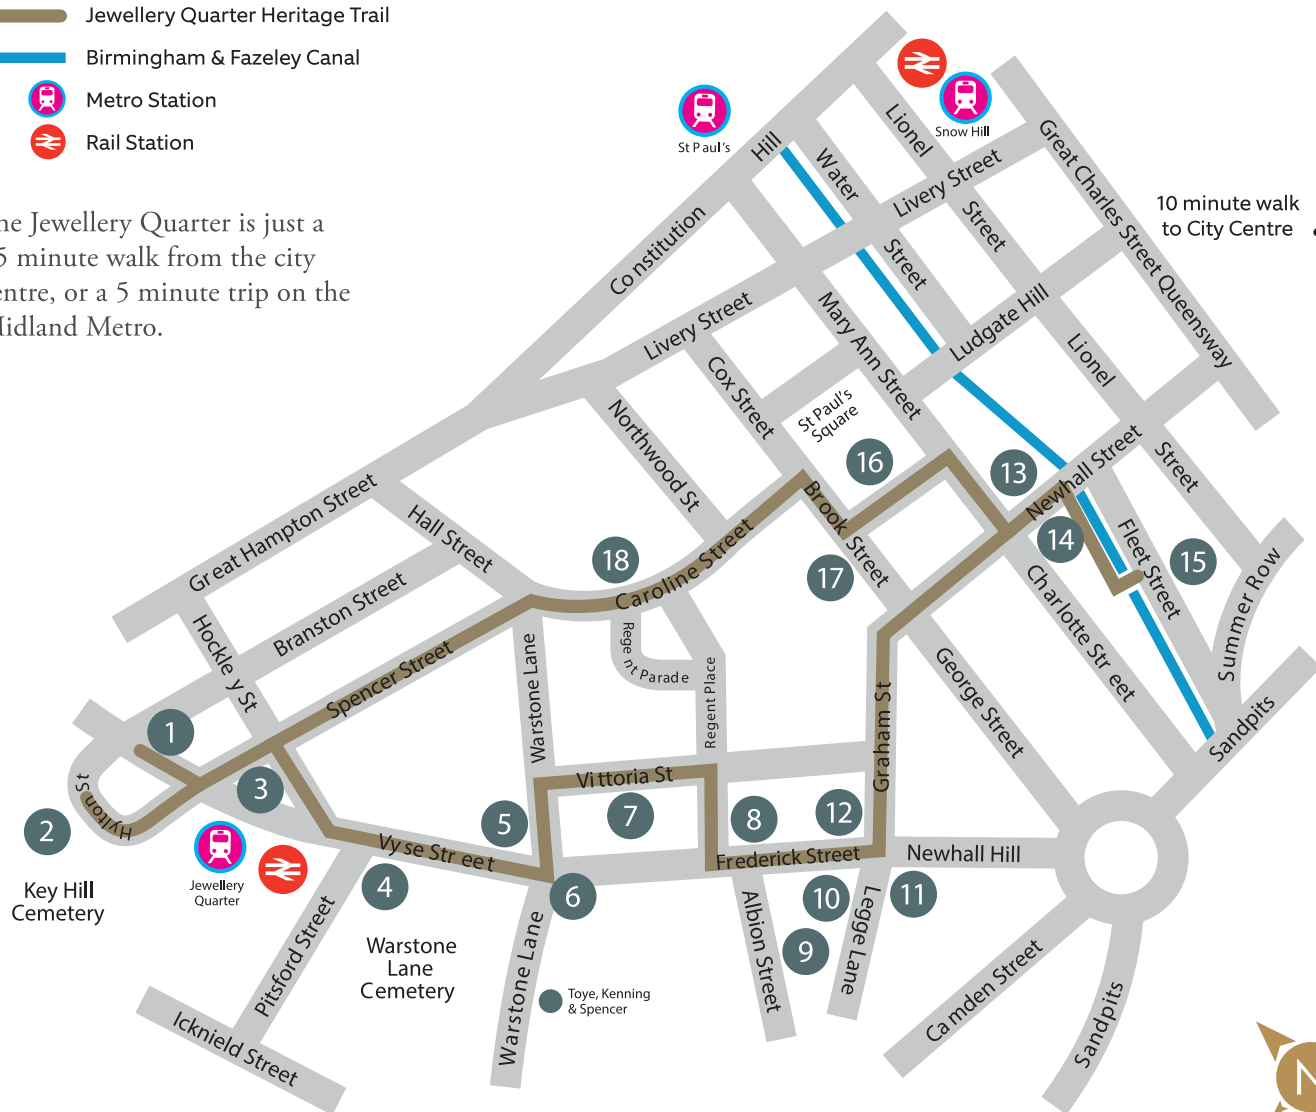 Jewellery Quarter Heritage Trail
Birmingham & Fazeley Canal
Metro Station
Rail Station
he Jewellery Quarter is just a
5 minute walk from the city
entre, or a 5 minute trip on the
idland Metro.
St Paul's
Snow Hill
10 minute walk
to City Centre
Constitution
Hill
Water
Street
Lionel
Street
Lionel
Street
Livery Street
Livery Street
Great Charles Street Queensway
Ludgate Hill
Mary Ann Street
Cox Street
St Paul's
Square
Northwood St
Great Hampton Street
Hall Street
Branston Street
Hockley St
Spencer Street
Caroline Street
Brook
Street
Newhall Street
Fleet Street
Charlotte Street
Summer Row
Sandpits
George Street
Graham St
Regent Parade
Regent Place
Warstone Lane
Vittoria St
Hylton St
Vyse Street
Frederick Street
Newhall Hill
Legge Lane
Albion Street
Warstone Lane
Pitsford Street
Icknield Street
Camden Street
Sandpits
Key Hill
Cemetery
Jewellery
Quarter
Warstone
Lane
Cemetery
Toye, Kenning
& Spencer
1
2
3
4
5
6
7
8
9
10
11
12
13
14
15
16
17
18
N